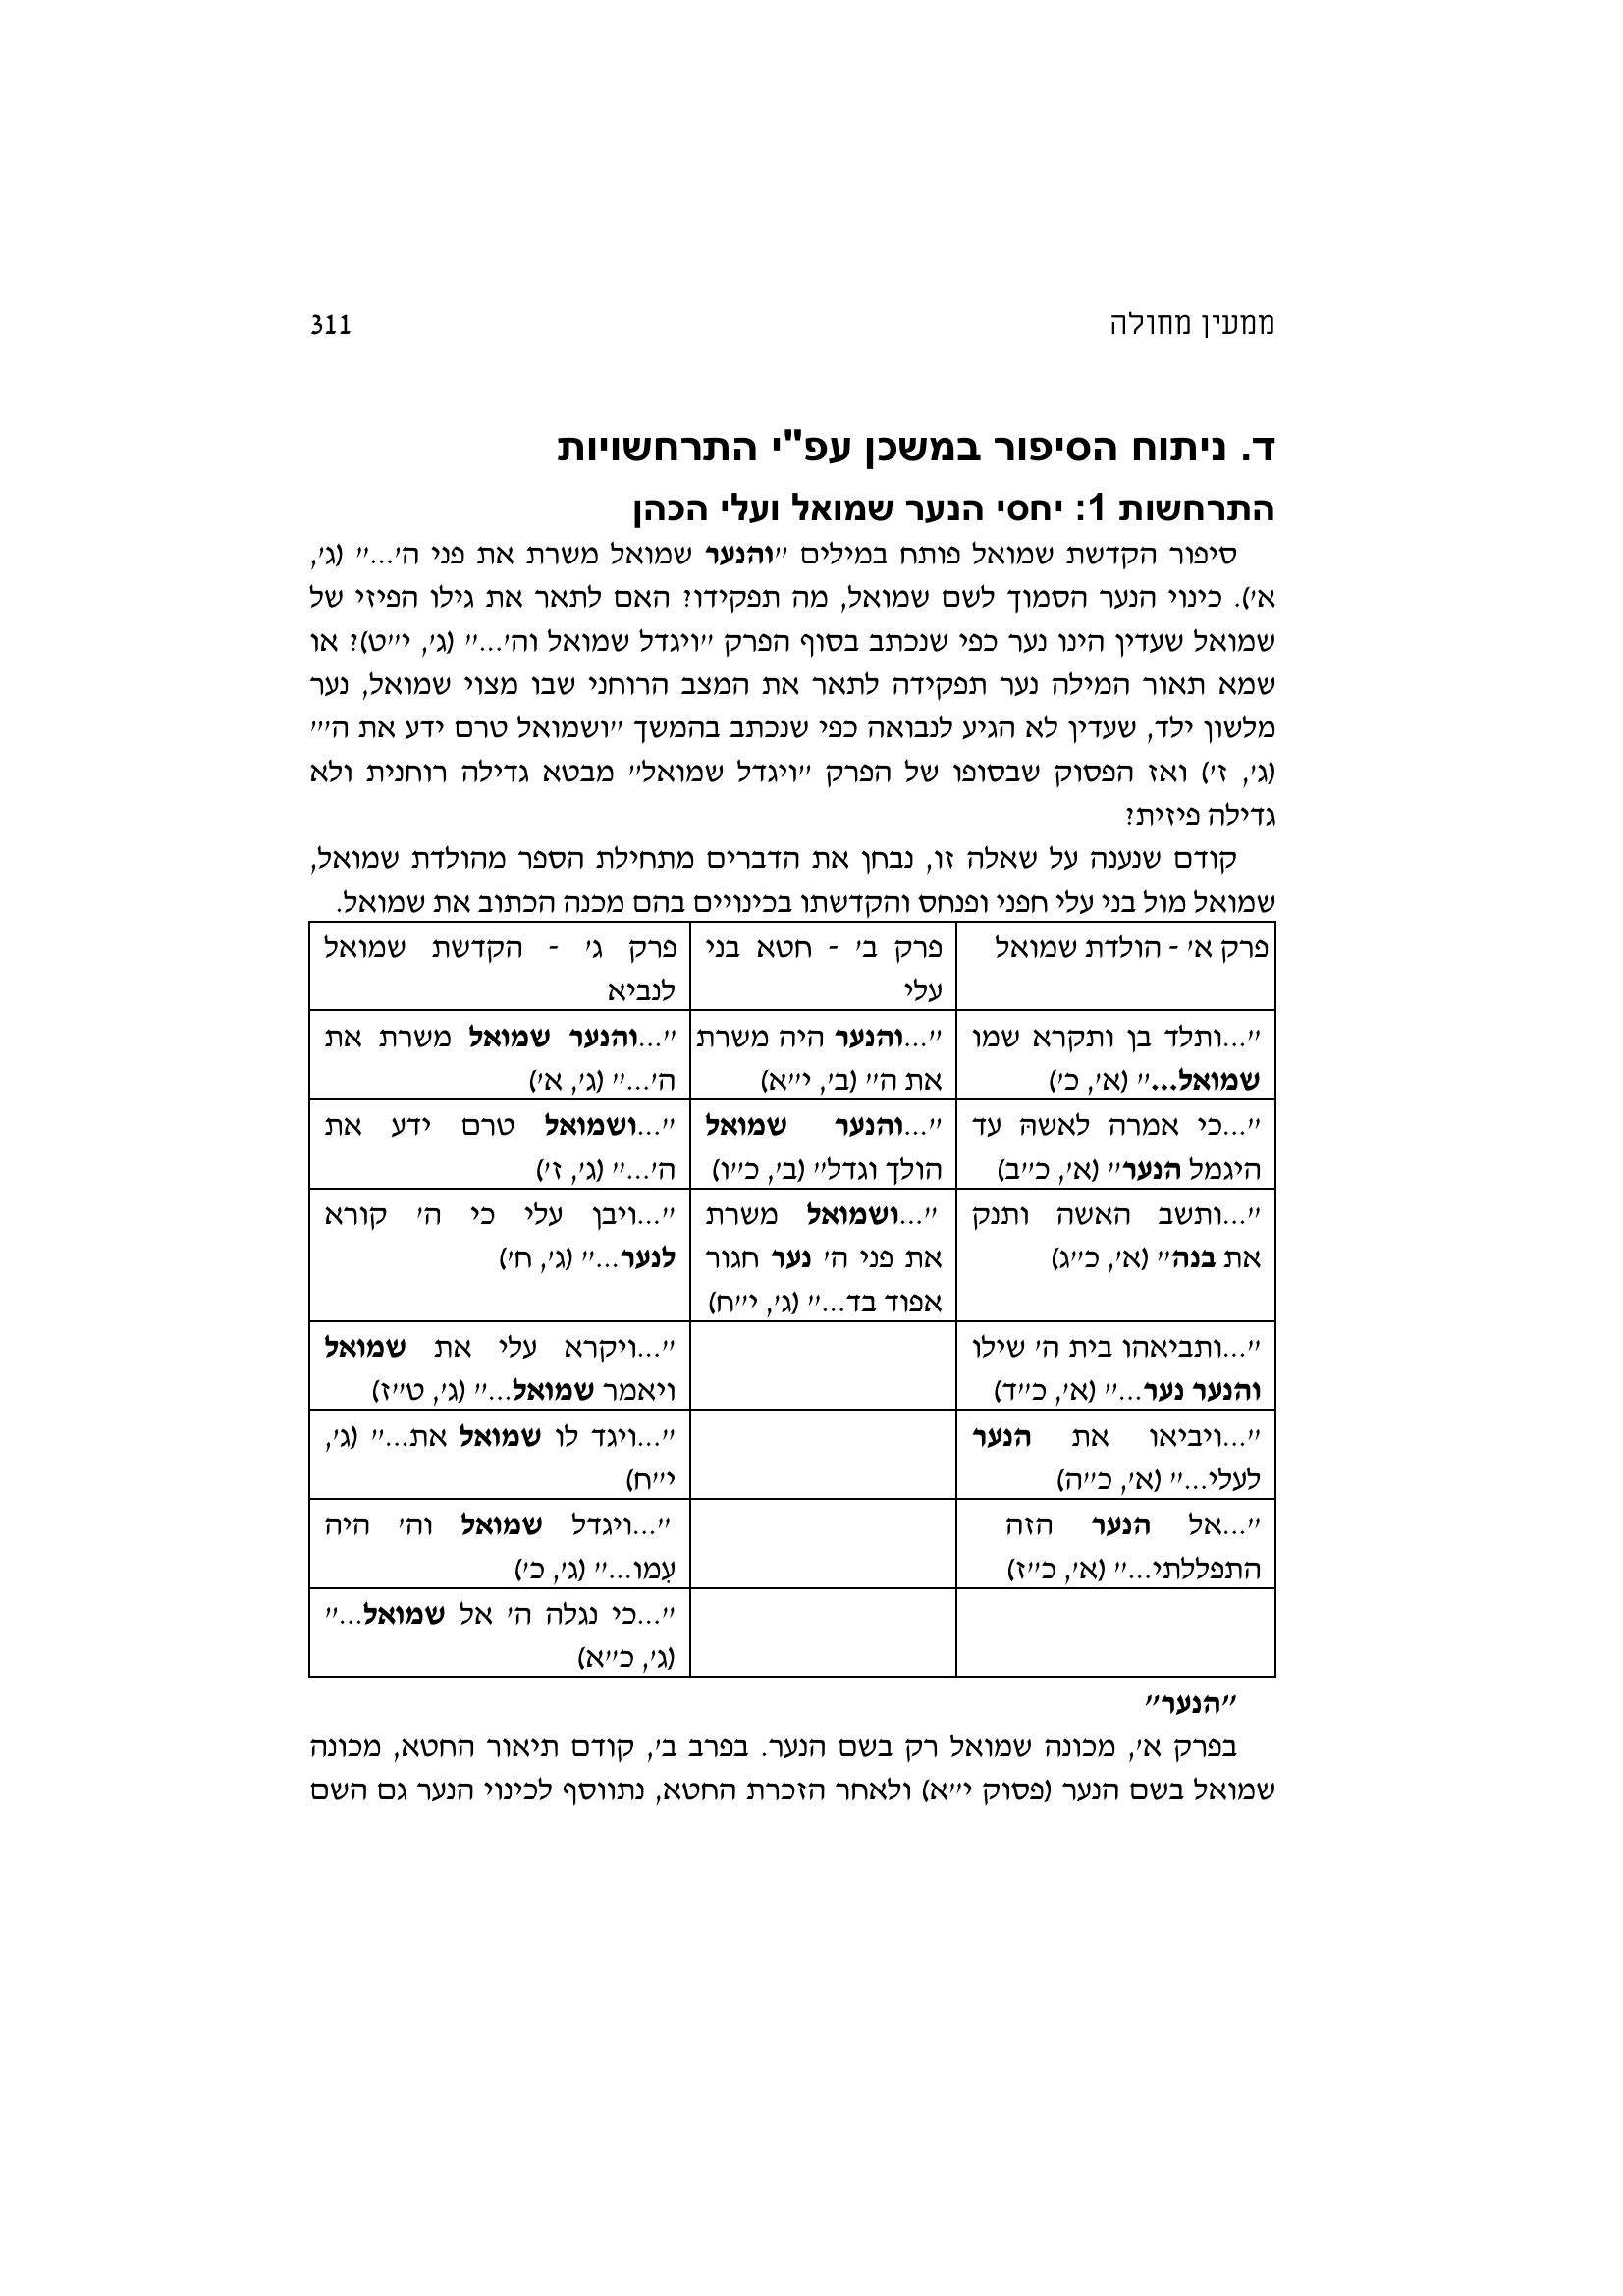 ממעין מחולה 311
ד. ניתוח הסיפור במשכן עפ"י התרחשויות
התרחשות 1: יחסי הנער שמואל ועלי הכהן
סיפור הקדשת שמואל פותח במילים "והנער שמואל משרת את פני ה'..." (ג',
א'). כינוי הנער הסמוך לשם שמואל, מה תפקידו? האם לתאר את גילו הפיזי של
שמואל שעדין הינו נער כפי שנכתב בסוף הפרק "ויגדל שמואל וה'..." (ג', י"ט)? או
שמא תאור המילה נער תפקידה לתאר את המצב הרוחני שבו מצוי שמואל, נער
מלשון ילד, שעדין לא הגיע לנבואה כפי שנכתב בהמשך "ושמואל טרם ידע את ה'"
(ג', ז') ואז הפסוק שבסופו של הפרק "ויגדל שמואל" מבטא גדילה רוחנית ולא
גדילה פיזית?
קודם שנענה על שאלה זו, נבחן את הדברים מתחילת הספר מהולדת שמואל,
שמואל מול בני עלי חפני ופנחס והקדשתו בכינויים בהם מכנה הכתוב את שמואל.
פרק א' - הולדת שמואל
פרק ב' - חטא בני
עלי
פרק ג' - הקדשת שמואל
לנביא
"...ותלד בן ותקרא שמו
שמואל..." (א', כ')
"...והנער היה משרת
את ה" (ב', י"א)
"...והנער שמואל משרת את
ה'..." (ג', א')
"...כי אמרה לאשהּ עד
היגמל הנער" (א', כ"ב)
"...והנער שמואל
הולך וגדל" (ב', כ"ו)
"...ושמואל טרם ידע את
ה'..." (ג', ז')
"...ותשב האשה ותנק
את בנה" (א', כ"ג)
"...ושמואל משרת
את פני ה' נער חגור
אפוד בד..." (ג', י"ח)
"...ויבן עלי כי ה' קורא
לנער..." (ג', ח')
"...ותביאהו בית ה' שילו
והנער נער..." (א', כ"ד)
"...ויקרא עלי את שמואל
ויאמר שמואל..." (ג', ט"ז)
"...ויביאו את הנער
לעלי..." (א', כ"ה)
"...ויגד לו שמואל את..." (ג',
י"ח)
"...אל הנער הזה
התפללתי..." (א', כ"ז)
"...ויגדל שמואל וה' היה
עִמו..." (ג', כ')
"...כי נגלה ה' אל שמואל..."
(ג', כ"א)
"הנער"
בפרק א', מכונה שמואל רק בשם הנער. בפרב ב', קודם תיאור החטא, מכונה
שמואל בשם הנער (פסוק י"א) ולאחר הזכרת החטא, נתווסף לכינוי הנער גם השם